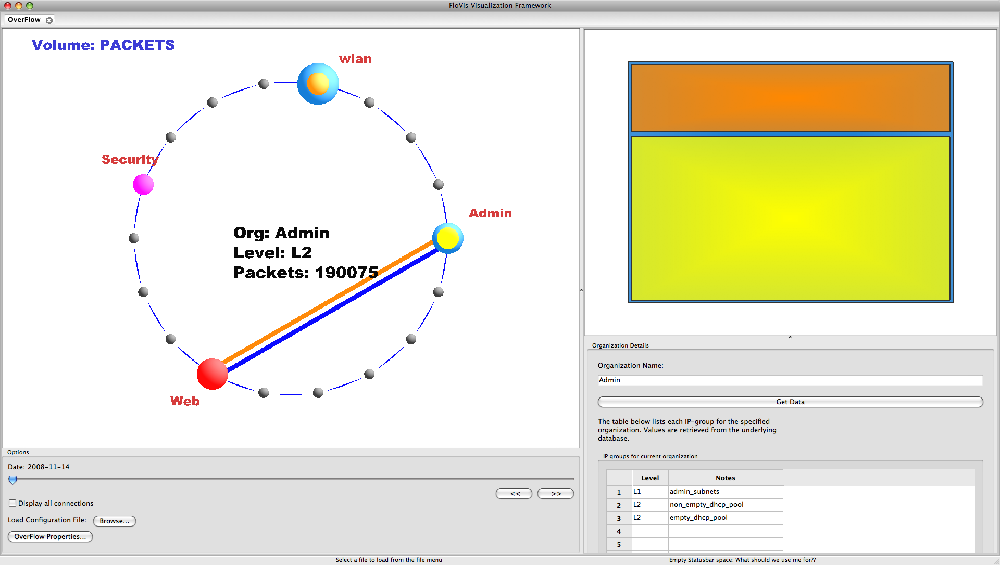 FloVis Visualization Framework
OverFlow
Volume: PACKETS
wlan
Security
Admin
Org: Admin
Level: L2
Packets: 190075
Web
Options
Date: 2008-11-14
<< >>
Display all connections
Load Configuration File: Browse...
OverFlow Properties...
Organization Details
Organization Name:
Admin
Get Data
The table below lists each IP-group for the specified
organization. Values are retrieved from the underlying
database.
IP groups for current organization
Level Notes
1 L1 admin_subnets
2 L2 non_empty_dhcp_pool
3 L2 empty_dhcp_pool
4
5
Select a file to load from the file menu
Empty Statusbar space: What should we use me for??